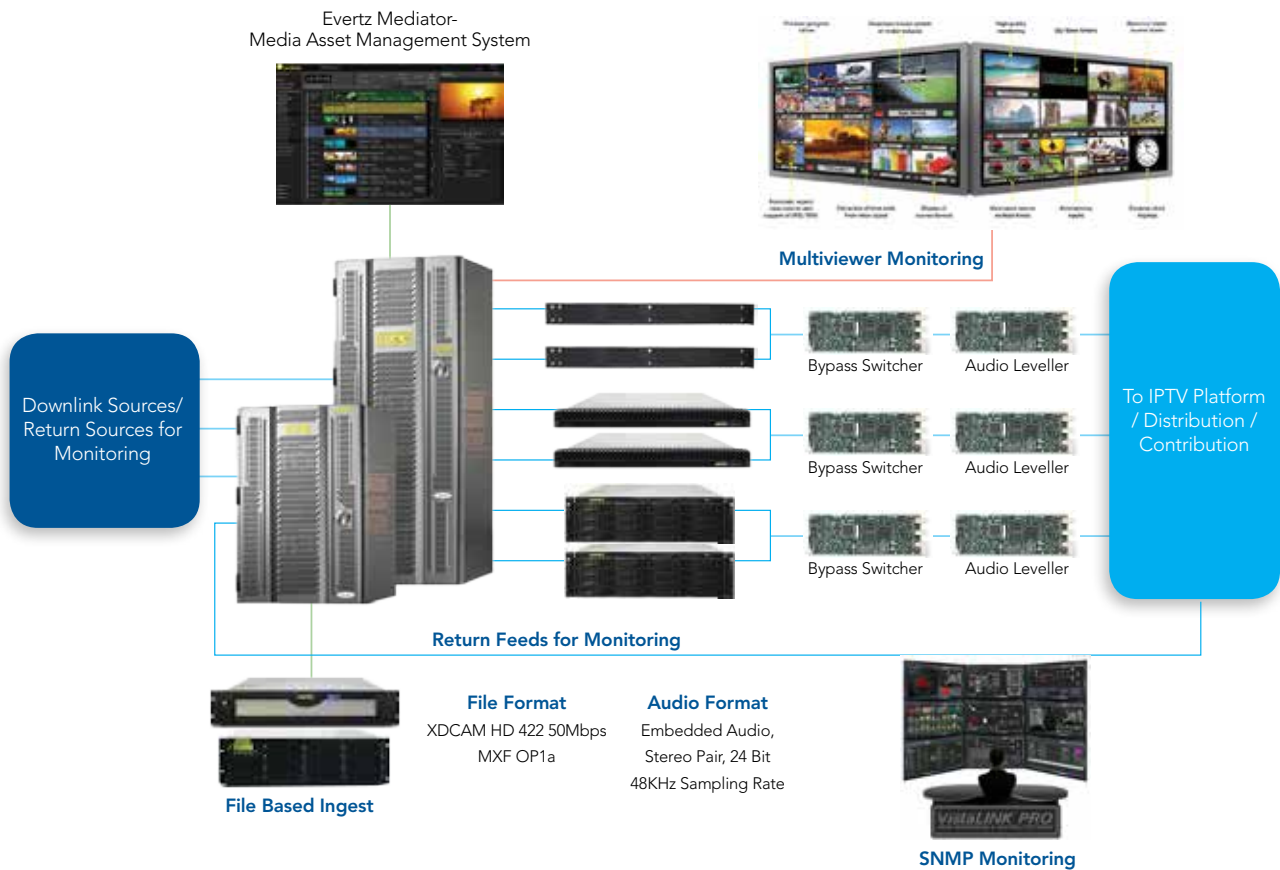 Evertz Mediator-
Media Asset Management System
Multiviewer Monitoring
Downlink Sources/
Return Sources for
Monitoring
Bypass Switcher
Audio Leveller
To IPTV Platform
/ Distribution /
Contribution
Bypass Switcher
Audio Leveller
Bypass Switcher
Audio Leveller
Return Feeds for Monitoring
File Format
XDCAM HD 422 50Mbps
MXF OP1a
Audio Format
Embedded Audio,
Stereo Pair, 24 Bit
48KHz Sampling Rate
File Based Ingest
VistaLINK PRO
SNMP Monitoring